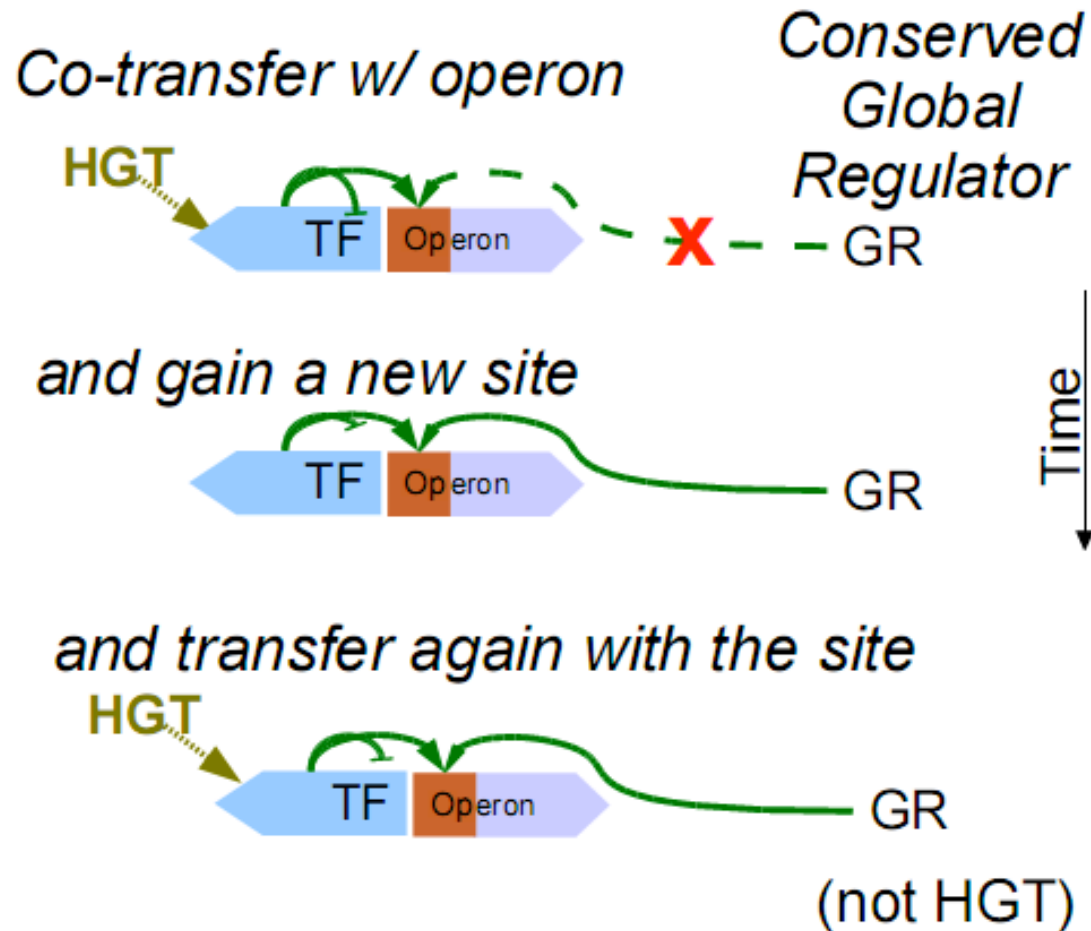 Co-transfer w/ operon
Conserved
Global
Regulator
HGT
TF
Operon
X
GR
and gain a new site
TF
Operon
GR
Time
and transfer again with the site
HGT
TF
Operon
GR
(not HGT)